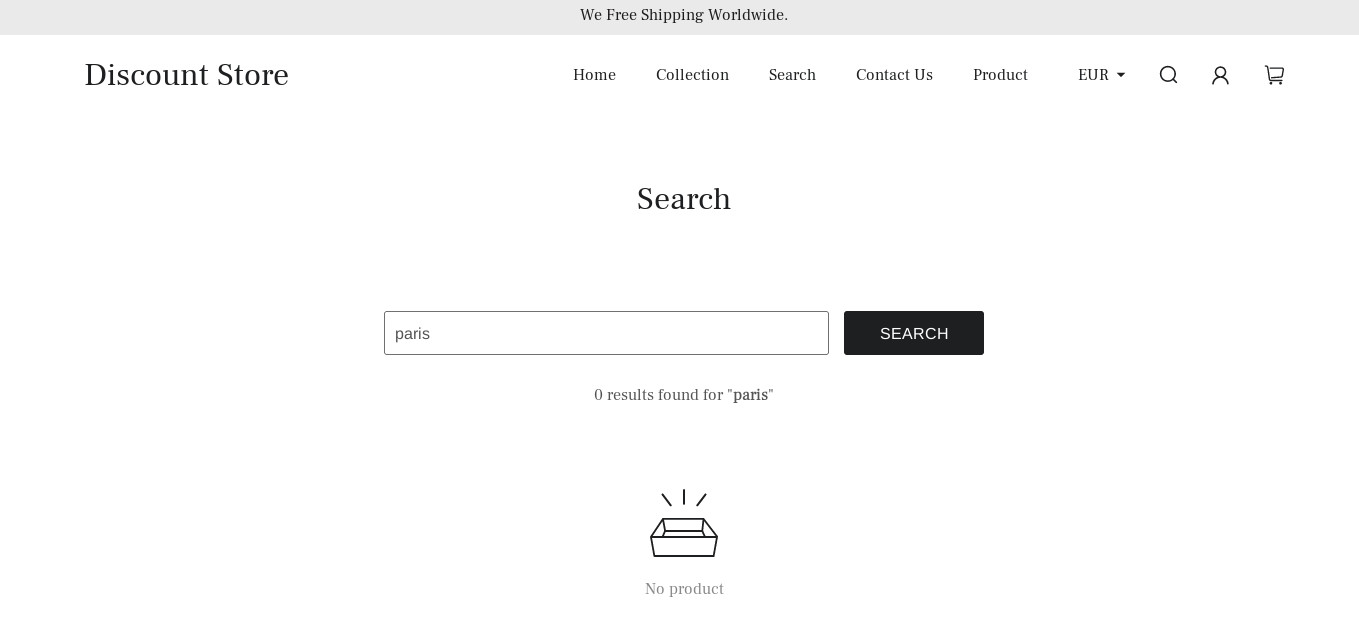 We Free Shipping Worldwide.
Discount Store
Home Collection Search Contact Us Product EUR
Search
paris SEARCH
0 results found for "paris"
No product